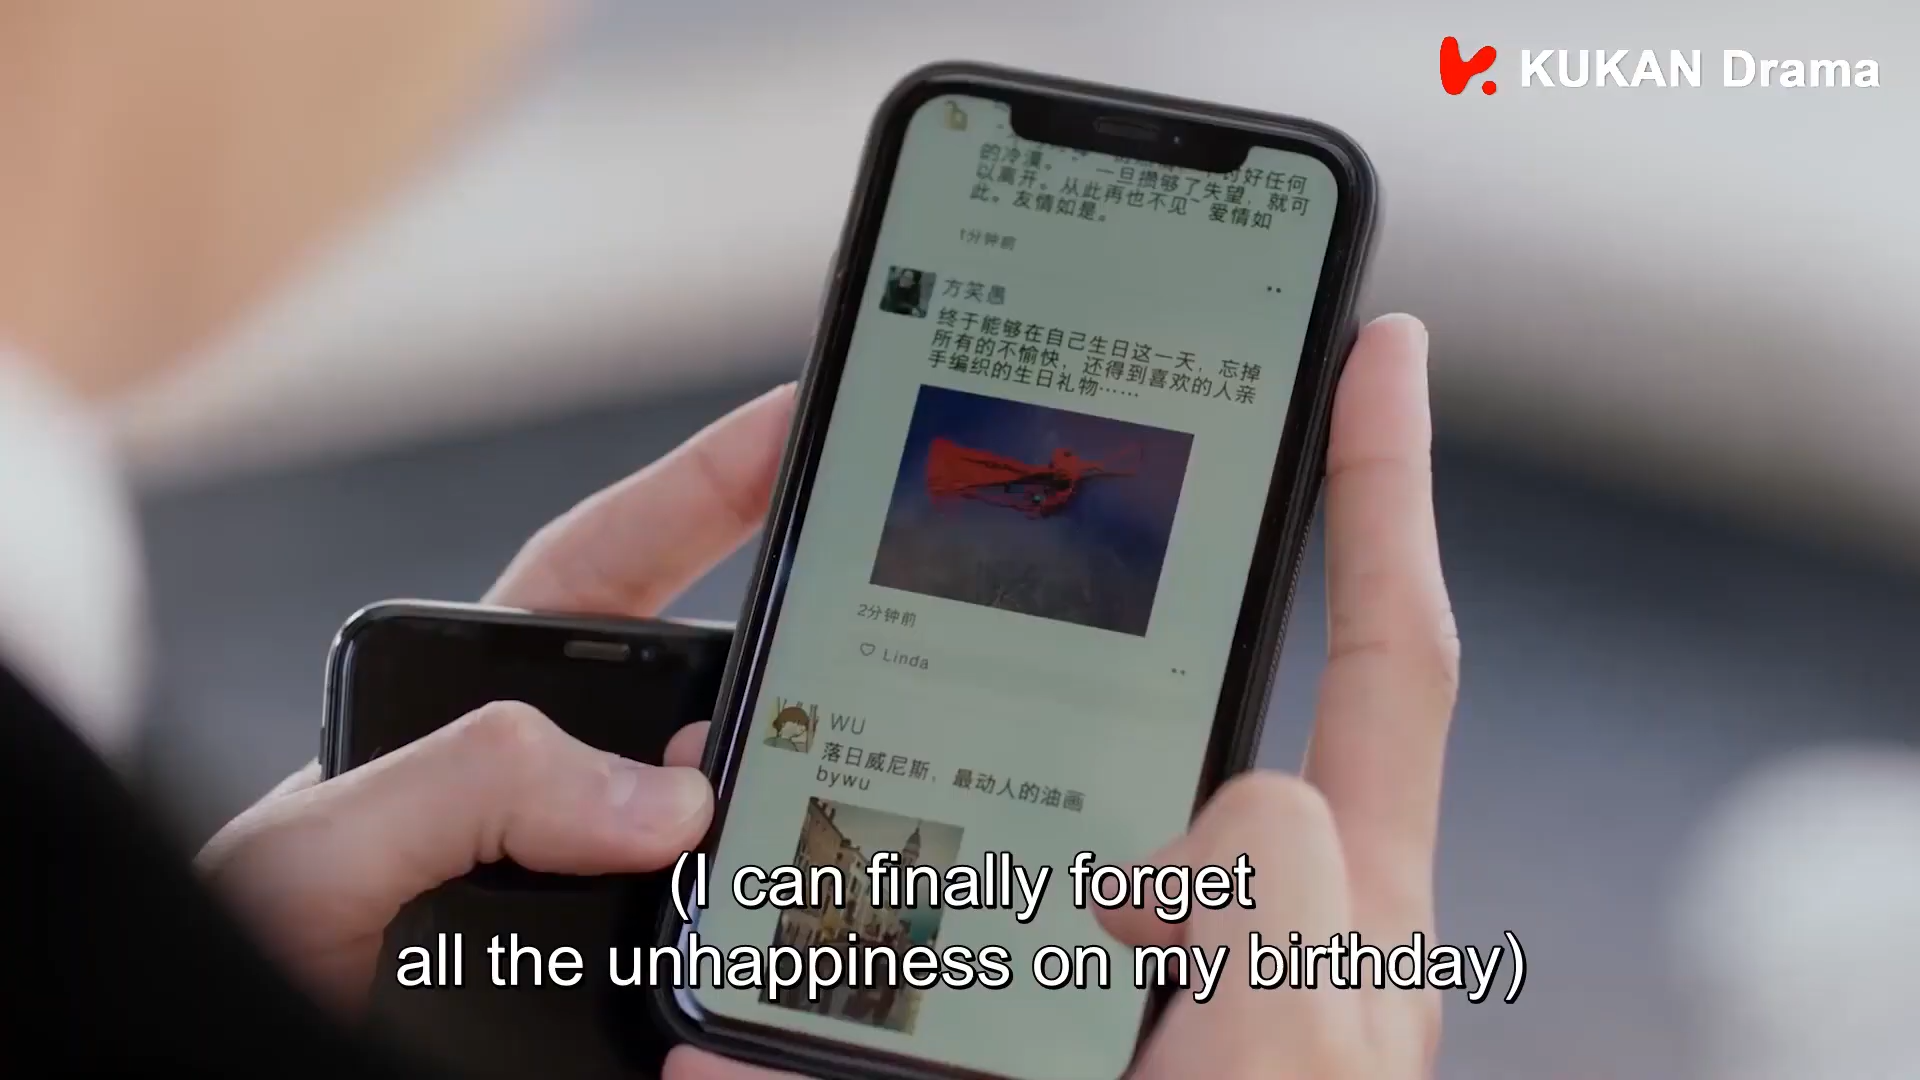 KUKAN Drama
讨好任何
的冷漠。 一旦攒够了失望，就可
以离开。从此再也不见" 爱情如
此。友情如是。
1分钟前
方笑愚
终于能够在自己生日这一天，忘掉
所有的不愉快，还得到喜欢的人亲
手编织的生日礼物……
2分钟前
Linda
WU
落日威尼斯，最动人的油画
bywu
(I can finally forget
all the unhappiness on my birthday)